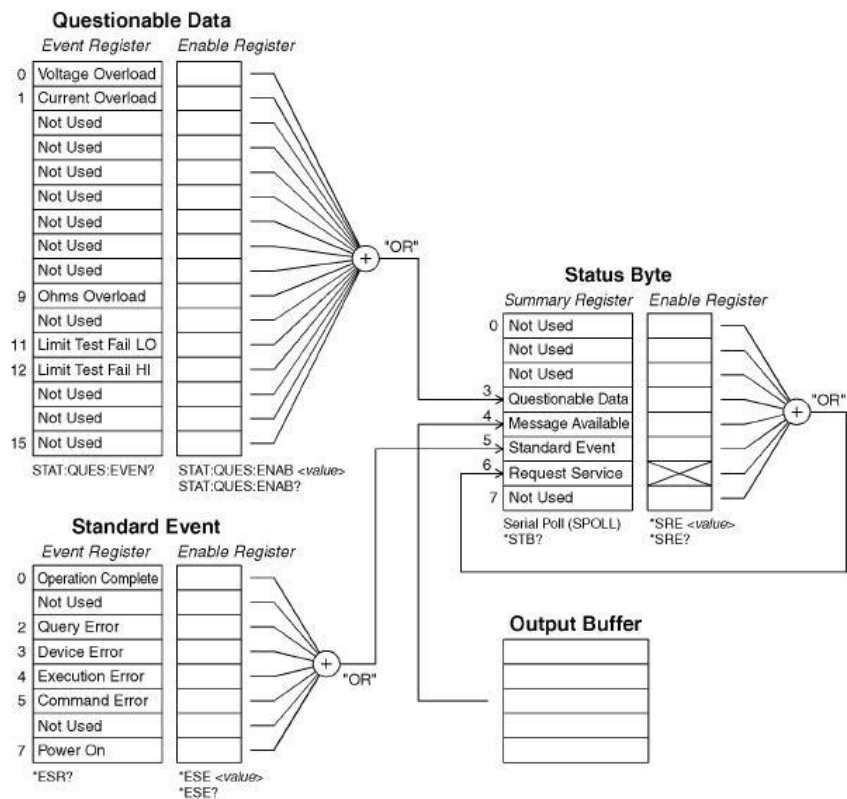 Questionable Data
Event Register Enable Register
0 Voltage Overload
1 Current Overload
Not Used
Not Used
Not Used
Not Used
Not Used
Not Used
Not Used
9 Ohms Overload
Not Used
11 Limit Test Fail LO
12 Limit Test Fail HI
Not Used
Not Used
15 Not Used
STAT:QUES:EVEN? STAT:QUES:ENAB <value>
STAT:QUES:ENAB?
+
"OR"
Standard Event
Event Register Enable Register
0 Operation Complete
Not Used
2 Query Error
3 Device Error
4 Execution Error
5 Command Error
Not Used
7 Power On
*ESR? *ESE <value>
*ESE?
+
"OR"
Status Byte
Summary Register Enable Register
0 Not Used
Not Used
Not Used
3 Questionable Data
4 Message Available
5 Standard Event
6 Request Service
7 Not Used
Serial Poll (SPOLL) *SRE <value>
*STB? *SRE?
+
"OR"
Output Buffer